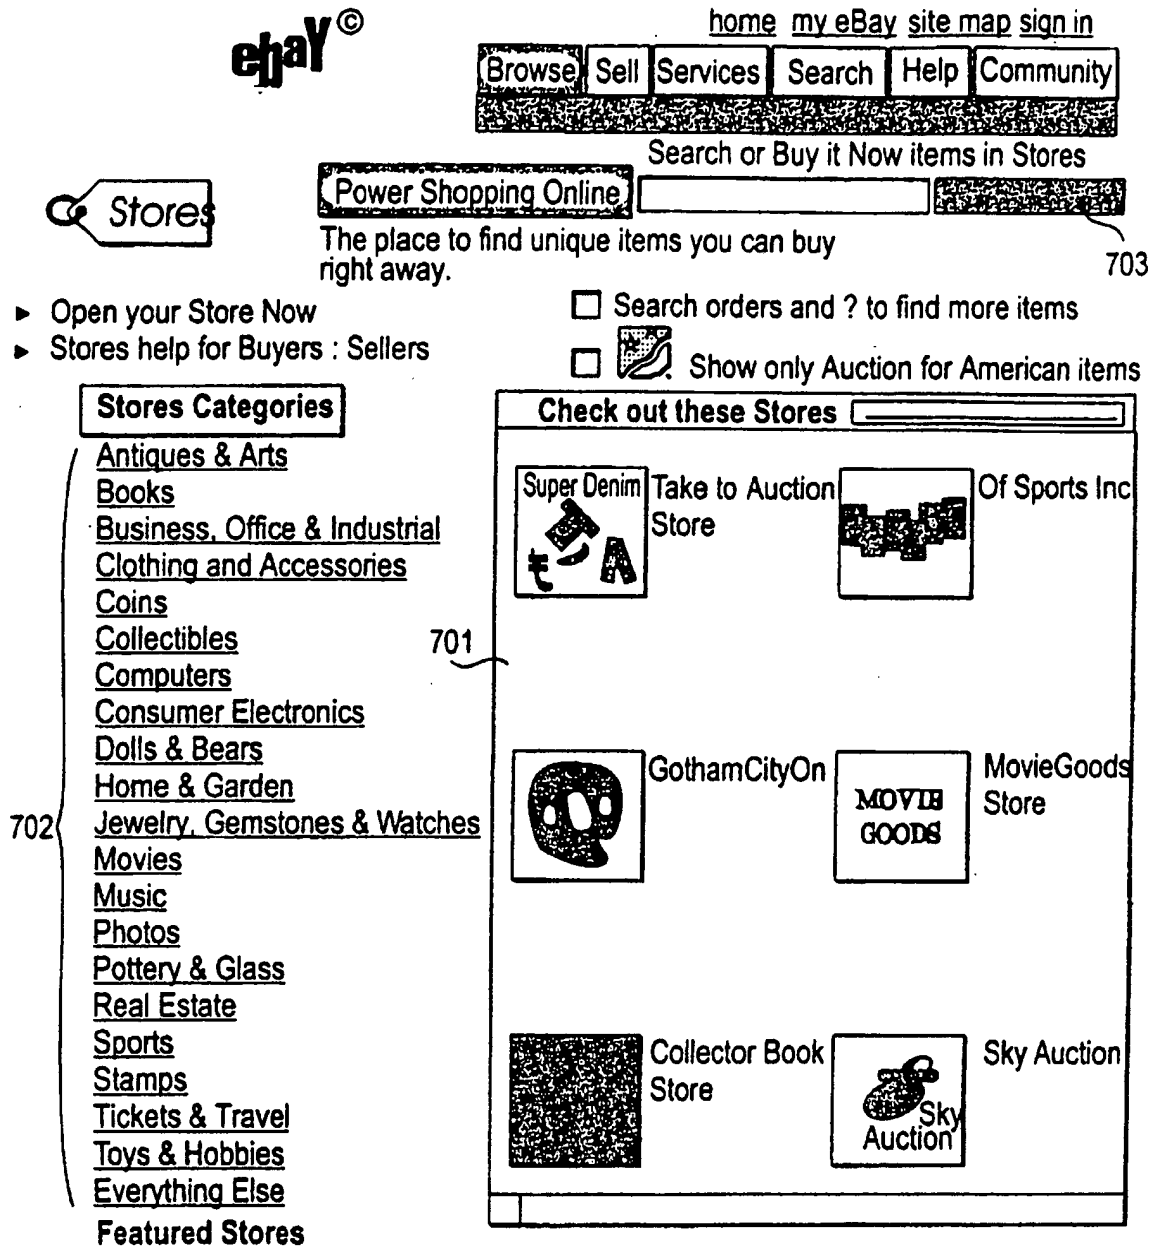 ebaY ©
home my eBay site map sign in
Browse Sell Services Search Help Community
Search or Buy it Now items in Stores
Stores
Power Shopping Online
703
The place to find unique items you can buy
right away.
► Open your Store Now
► Stores help for Buyers : Sellers
Search orders and ? to find more items
Show only Auction for American items
Stores Categories
Antiques & Arts
Books
Business, Office & Industrial
Clothing and Accessories
Coins
Collectibles
Computers
Consumer Electronics
Dolls & Bears
Home & Garden
Jewelry, Gemstones & Watches
Movies
Music
Photos
Pottery & Glass
Real Estate
Sports
Stamps
Tickets & Travel
Toys & Hobbies
Everything Else
Featured Stores
702
701
Check out these Stores
Super Denim
Take to Auction
Store
Of Sports Inc
GothamCityOn
MOVIE
GOODS
MovieGoods
Store
Collector Book
Store
Sky
Auction
Sky Auction